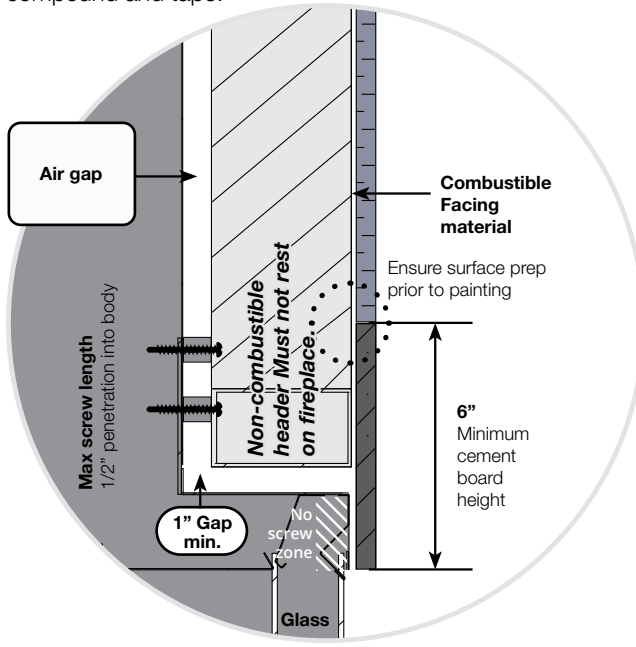 compound and tape.
Air gap
Combustible
Facing
material
Ensure surface prep
prior to painting
Non-combustible
header Must not rest
on fireplace.
Max screw length
1/2” penetration into body
6”
Minimum
cement
board
height
1” Gap
min.
No
screw
zone
Glass